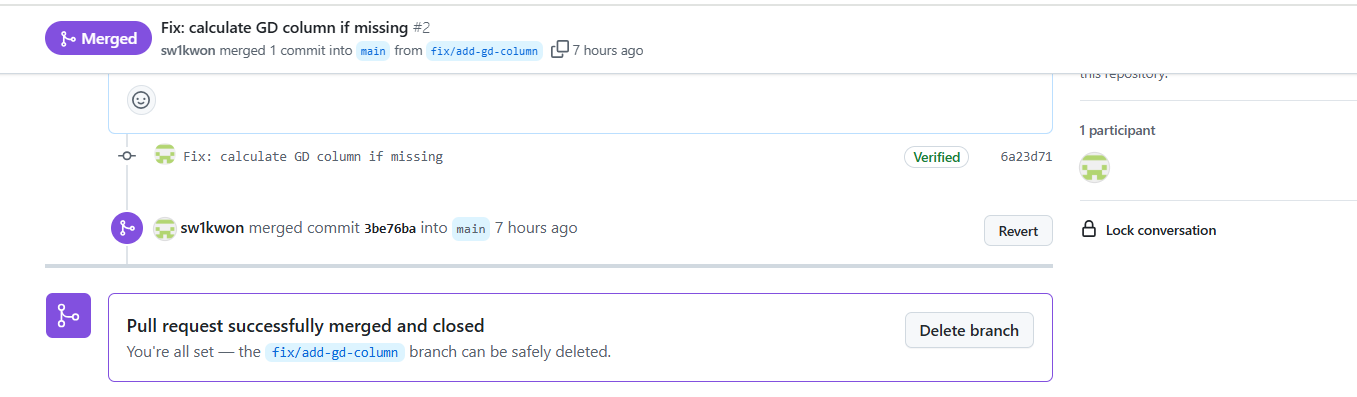 Merged
Fix: calculate GD column if missing #2
sw1kwon merged 1 commit into main from fix/add-gd-column 7 hours ago
this repository.
1 participant
Fix: calculate GD column if missing Verified 6a23d71
sw1kwon merged commit 3be76ba into main 7 hours ago Revert
Lock conversation
Pull request successfully merged and closed
You're all set — the fix/add-gd-column branch can be safely deleted.
Delete branch